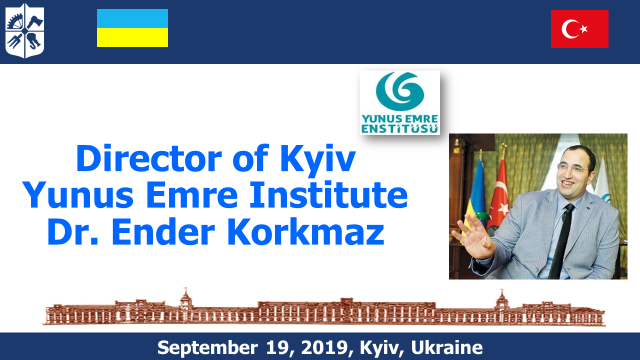 YUNUS EMRE
ENSTİTÜSÜ
Director of Kyiv
Yunus Emre Institute
Dr. Ender Korkmaz
September 19, 2019, Kyiv, Ukraine